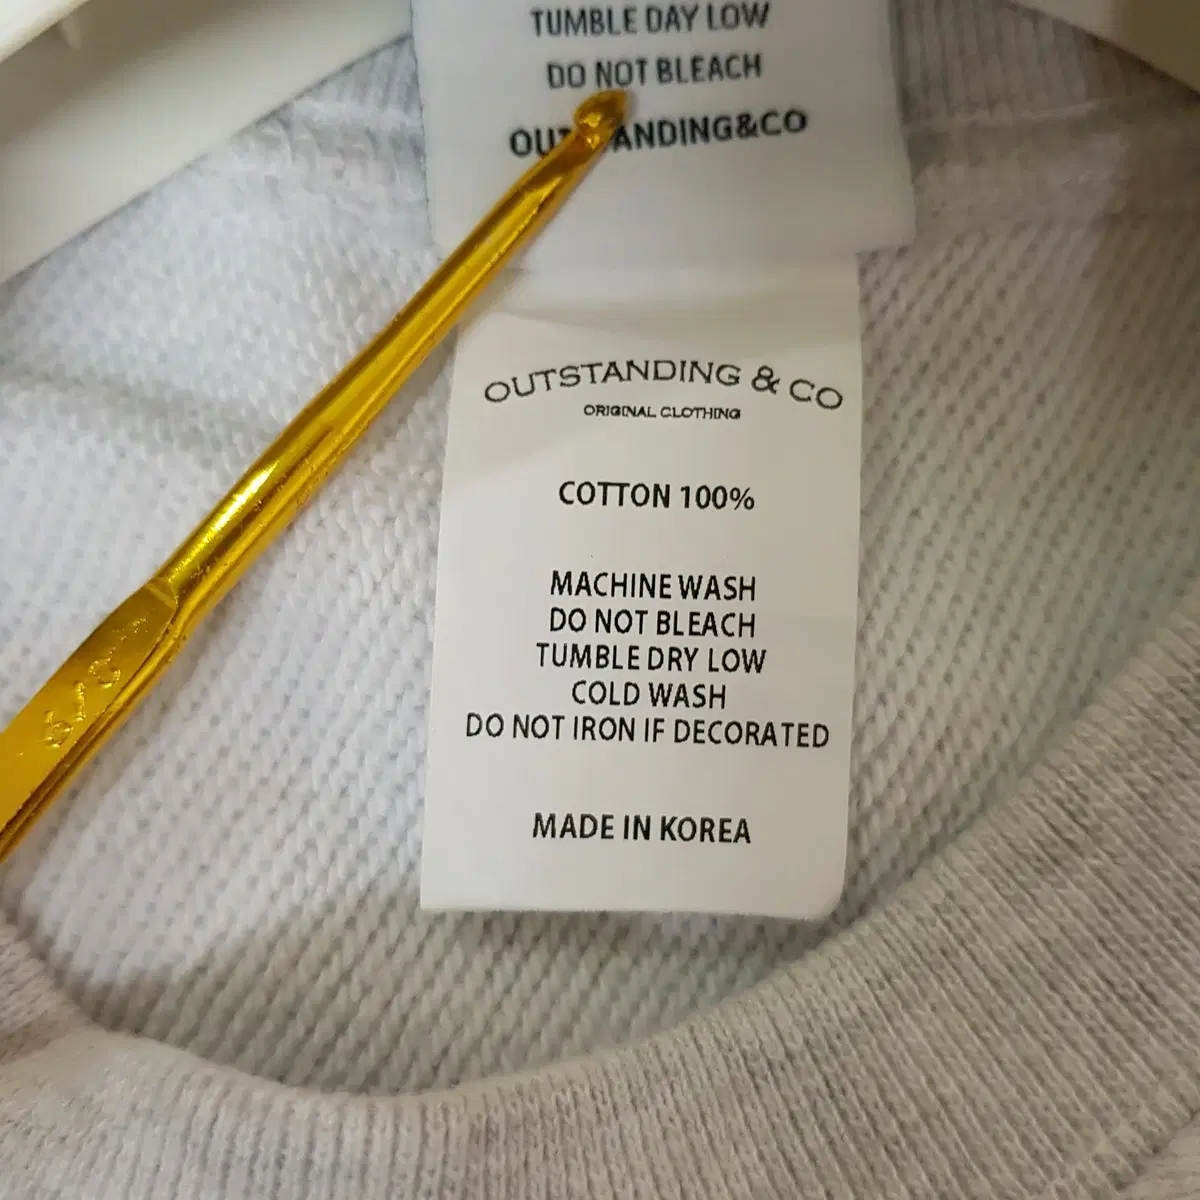 TUMBLE DAY LOW
DO NOT BLEACH
OUTSTANDING&CO
OUTSTANDING & CO
ORIGINAL CLOTHING
COTTON 100%
MACHINE WASH
DO NOT BLEACH
TUMBLE DRY LOW
COLD WASH
DO NOT IRON IF DECORATED
MADE IN KOREA